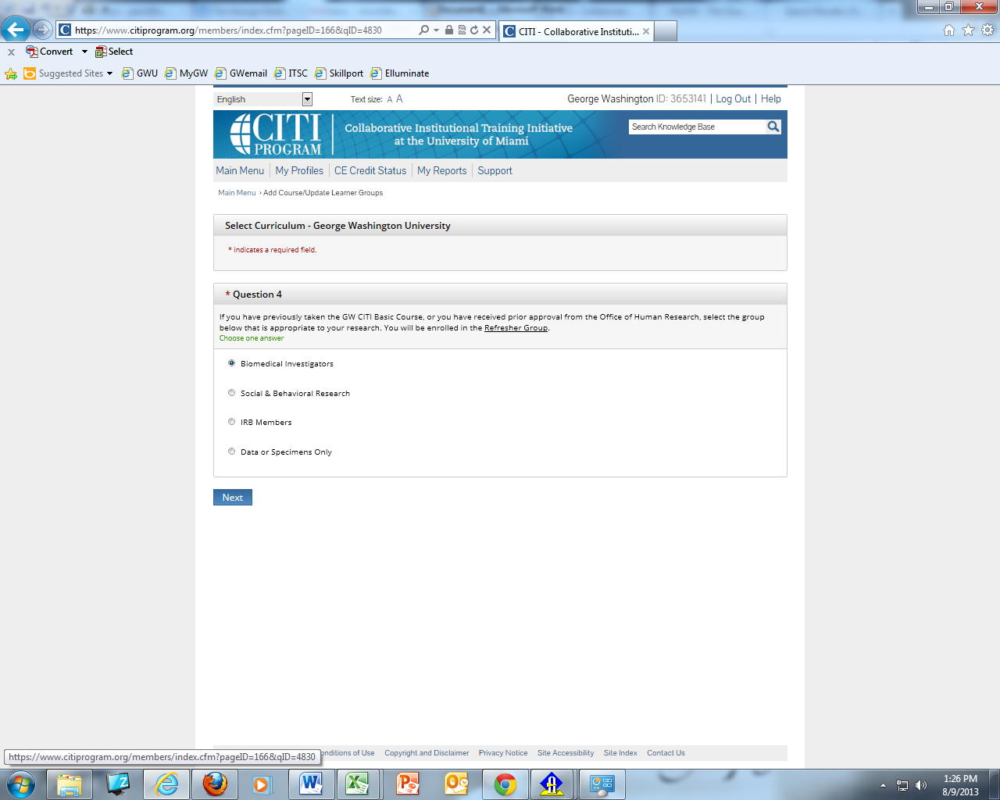 https://www.citiprogram.org/members/index.cfm?pageID=166&qID=4830
CITI - Collaborative Instituti...
x Convert Select
Suggested Sites GWU MyGW GWemail ITSC Skillport Elluminate
English Text size: A A George Washington ID: 3653141 | Log Out | Help
CITI PROGRAM
Collaborative Institutional Training Initiative
at the University of Miami
Search Knowledge Base
Main Menu My Profiles CE Credit Status My Reports Support
Main Menu › Add Course/Update Learner Groups
Select Curriculum - George Washington University
* indicates a required field.
* Question 4
If you have previously taken the GW CITI Basic Course, or you have received prior approval from the Office of Human Research, select the group
below that is appropriate to your research. You will be enrolled in the Refresher Group.
Choose one answer
Biomedical Investigators
Social & Behavioral Research
IRB Members
Data or Specimens Only
Next
https://www.citiprogram.org/members/index.cfm?pageID=166&qID=4830
onditions of Use Copyright and Disclaimer Privacy Notice Site Accessibility Site Index Contact Us
1:26 PM
8/9/2013